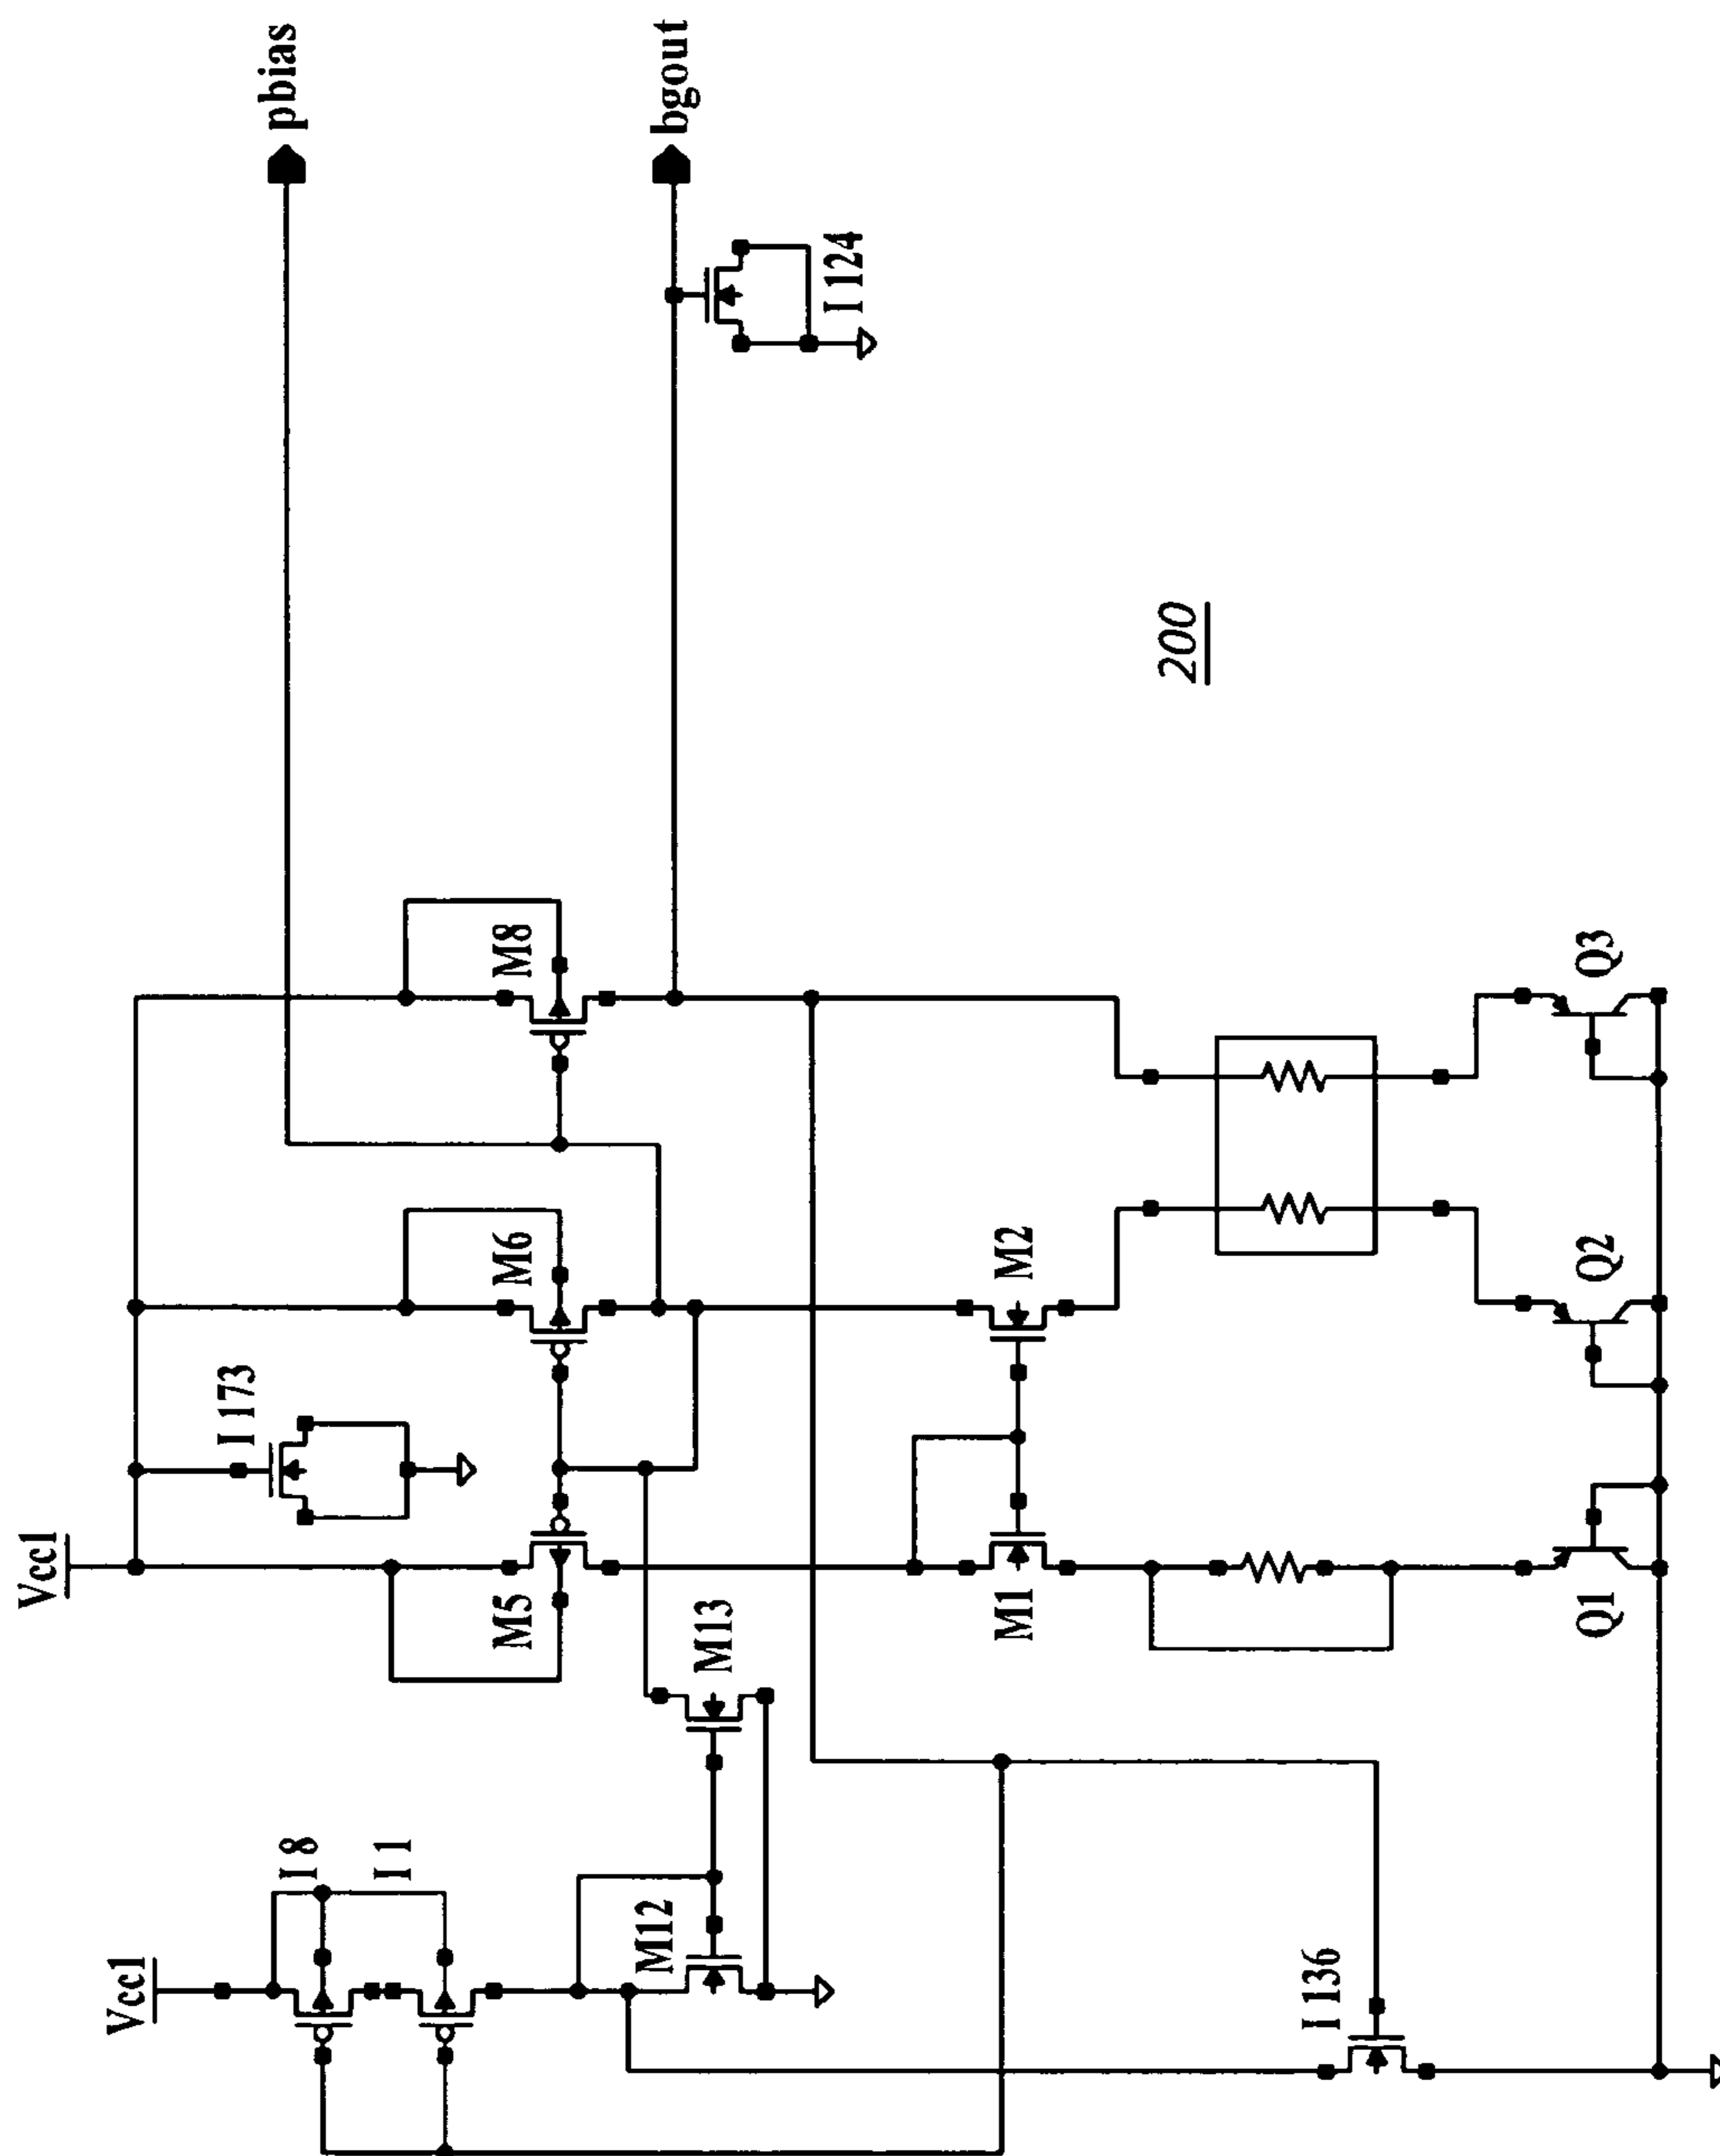 pbias
bgout
I 124
200
M8
M6
I 173
Vcc1
M5
M13
M2
M1
Q3
Q2
Q1
I 8
I 1
Vcc1
M12
I 136